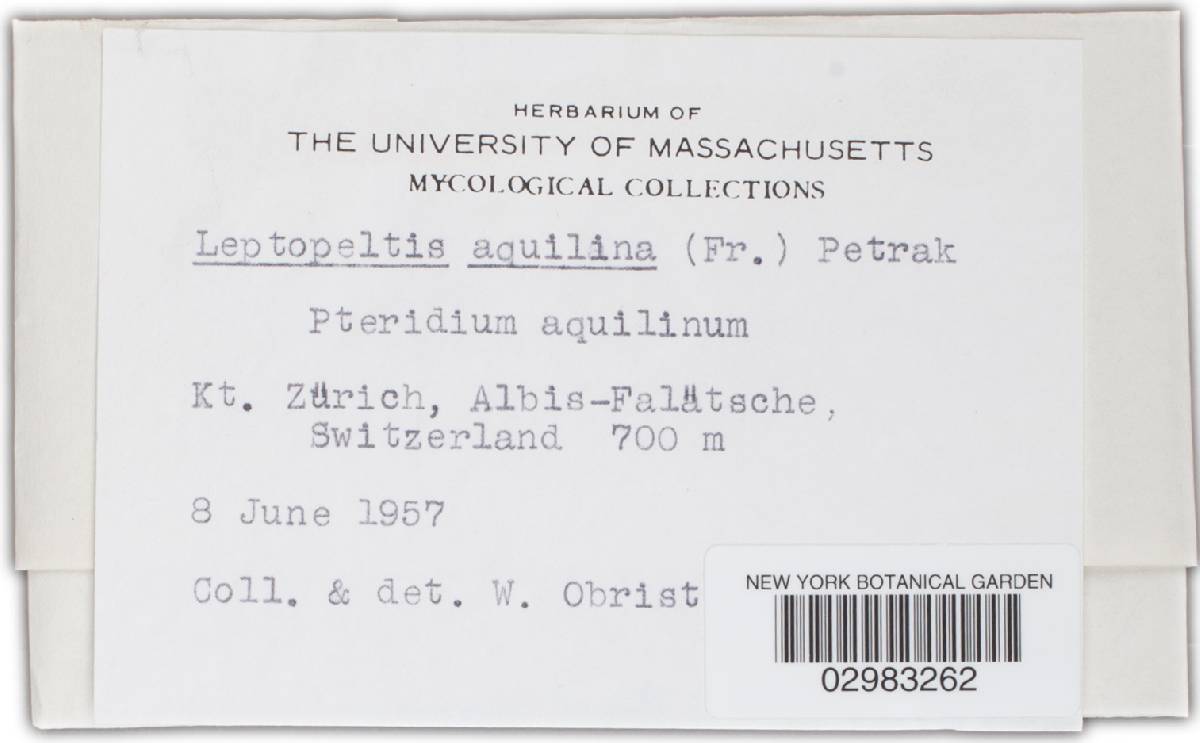 HERBARIUM OF
THE UNIVERSITY OF MASSACHUSETTS
MYCOLOGICAL COLLECTIONS
Leptopeltis aquilina (Fr.) Petrak
Pteridium aquilinum
Kt. Zürich, Albis-Falätsche,
Switzerland 700 m
8 June 1957
Coll. & det. W. Obrist
NEW YORK BOTANICAL GARDEN
02983262